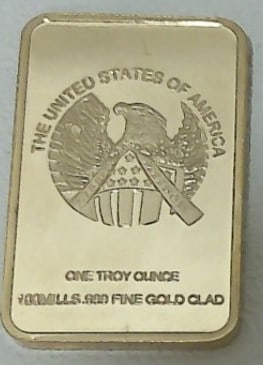 THE UNITED STATES OF AMERICA
ONE TROY OUNCE
100MILLS .999 FINE GOLD CLAD